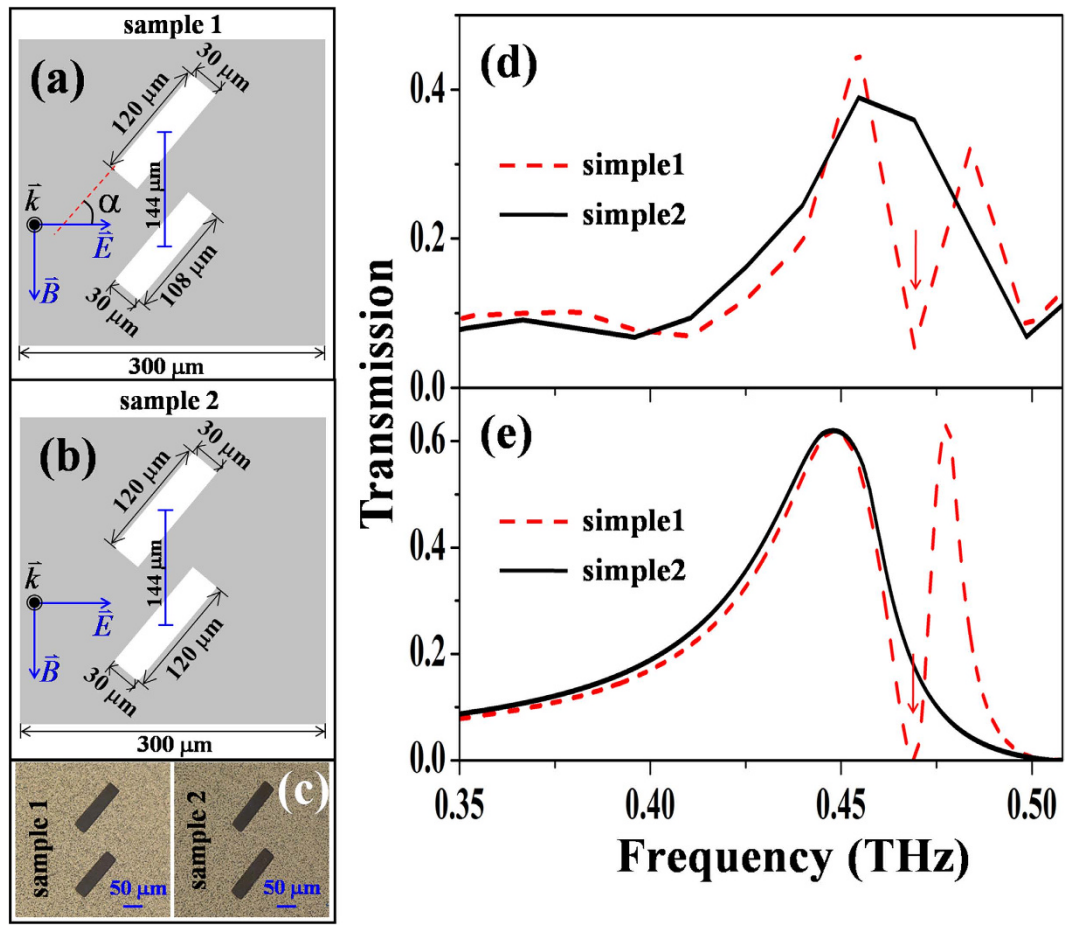 sample 1
(a)
30 μm
120 μm
144 μm
α
k
E
B
108 μm
30 μm
300 μm
sample 2
(b)
30 μm
120 μm
144 μm
k
E
B
120 μm
30 μm
300 μm
sample 1
50 μm
sample 2
(c)
50 μm
Transmission
(d)
0.4
0.2
0.0
simple1
simple2
(e)
0.6
0.4
0.2
0.0
simple1
simple2
0.35
0.40
0.45
0.50
Frequency (THz)